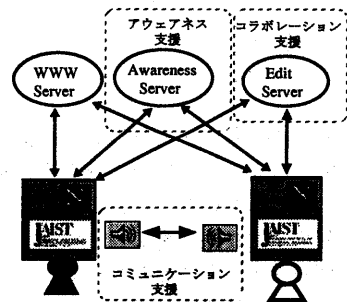 アウェアネス
支援
コラボレーション
支援
WWW
Server
Awareness
Server
Edit
Server
JAIST
JAIST
コミュニケーション
支援